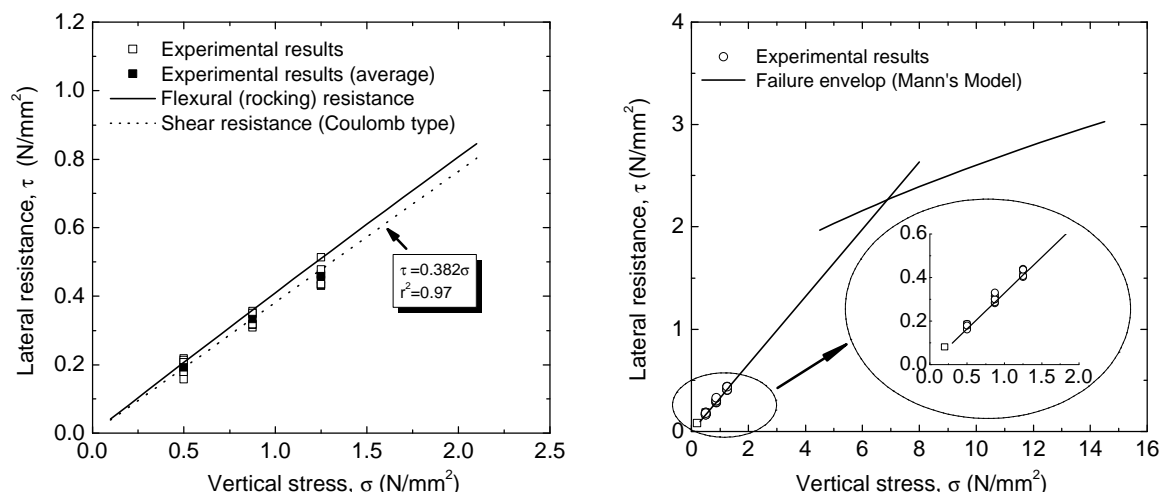 1.2
1.0
0.8
0.6
0.4
0.2
0.0
Lateral resistance, τ (N/mm²)
Experimental results
Experimental results (average)
Flexural (rocking) resistance
Shear resistance (Coulomb type)
τ =0.382σ
r²=0.97
0.0 0.5 1.0 1.5 2.0 2.5
Vertical stress, σ (N/mm²)
4
3
2
1
0
Lateral resistance, τ (N/mm²)
Experimental results
Failure envelop (Mann's Model)
0.6
0.4
0.2
0.0
0.0 0.5 1.0 1.5 2.0
0 2 4 6 8 10 12 14 16
Vertical stress, σ (N/mm²)